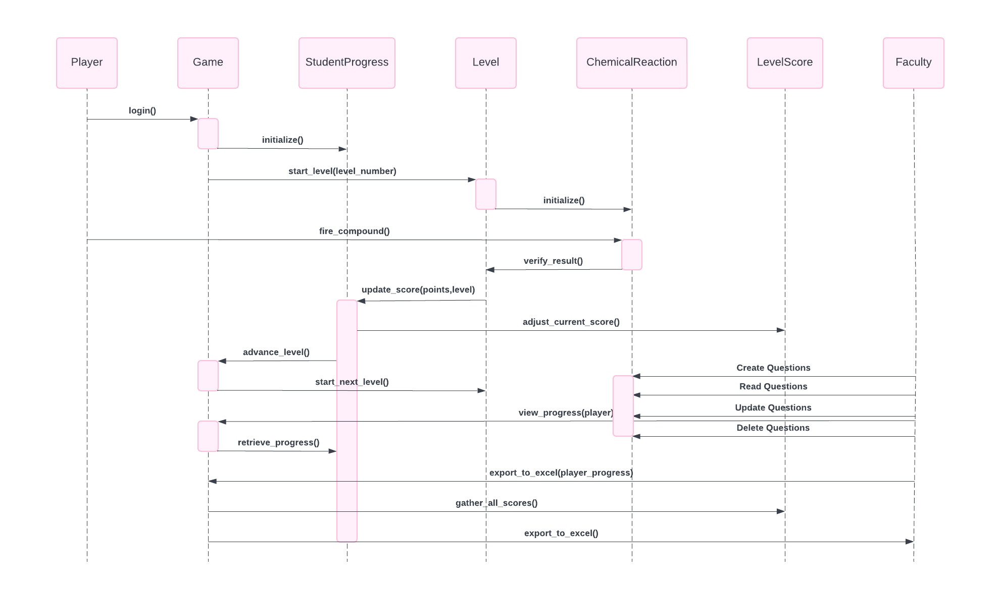 Player
Game
StudentProgress
Level
ChemicalReaction
LevelScore
Faculty
login()
initialize()
start_level(level_number)
initialize()
fire_compound()
verify_result()
update_score(points,level)
adjust_current_score()
advance_level()
Create Questions
start_next_level()
Read Questions
Update Questions
view_progress(player)
Delete Questions
retrieve_progress()
export_to_excel(player_progress)
gather_all_scores()
export_to_excel()